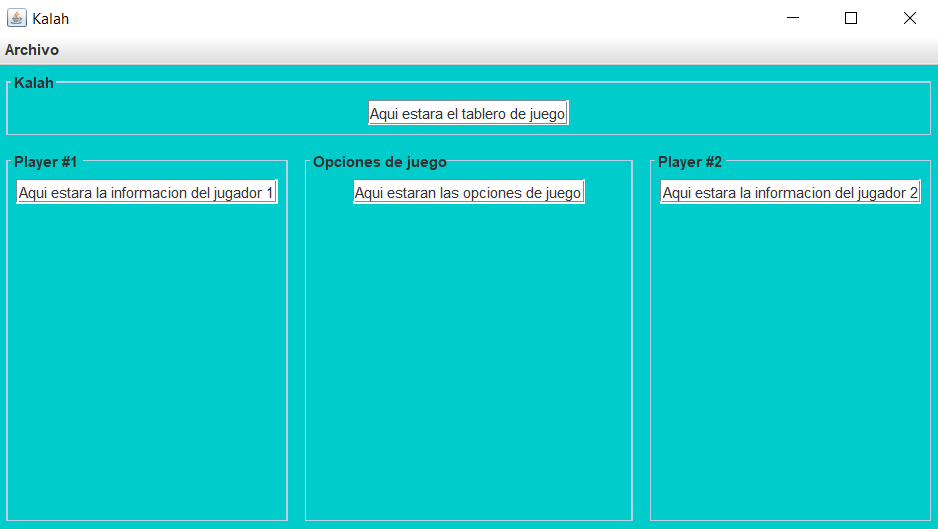 Kalah
Archivo
Kalah
Aqui estara el tablero de juego
Player #1
Aqui estara la informacion del jugador 1
Opciones de juego
Aqui estaran las opciones de juego
Player #2
Aqui estara la informacion del jugador 2